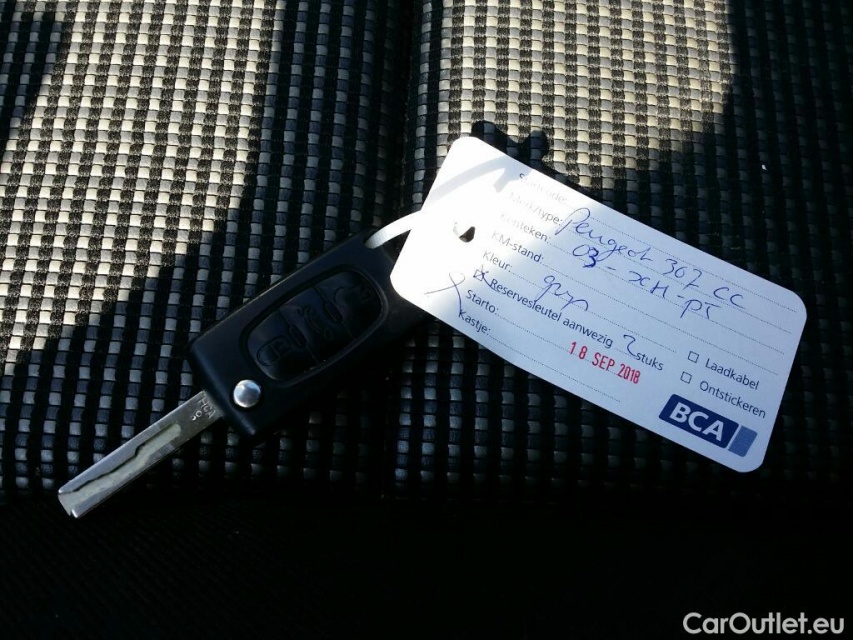 Merk/type: Peugeot 307 CC
Kenteken: 03-XH-PT
KM-stand:
Kleur: grijs
Reservesleutel aanwezig 2 stuks
Starto:
Kastje:
18 SEP 2018
Laadkabel
Ontstickeren
BCA
CarOutlet.eu